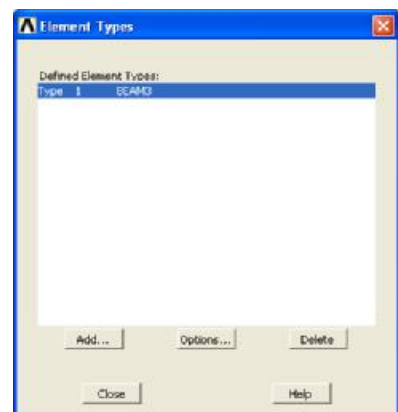 Element Types
Defined Element Types:
Type 1 BEAM3
Add... Options... Delete
Close Help